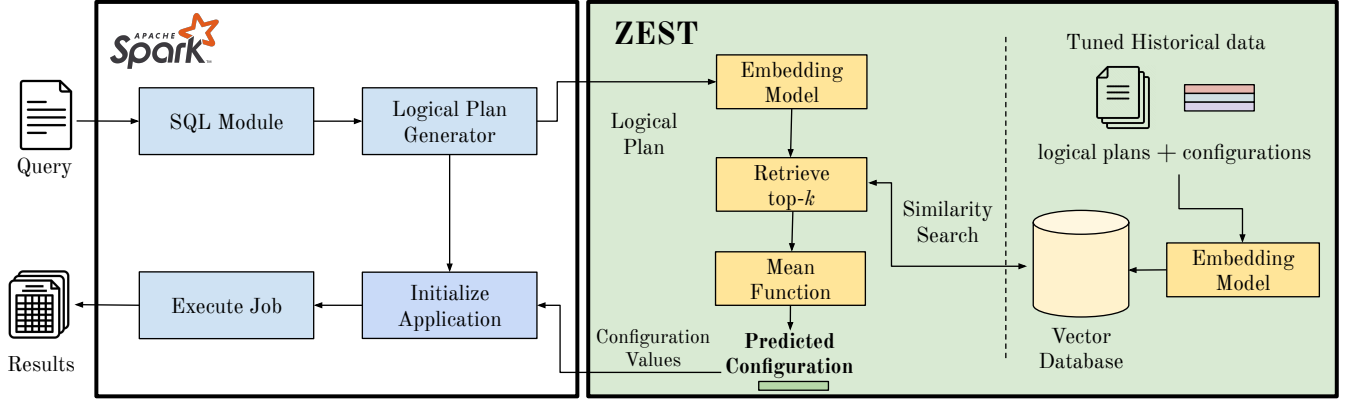 APACHE
Spark
TM
Query
SQL Module
Logical Plan
Generator
Initialize
Application
Execute Job
Results
ZEST
Logical
Plan
Embedding
Model
Retrieve
top-k
Mean
Function
Predicted
Configuration
Configuration
Values
Similarity
Search
Tuned Historical data
logical plans + configurations
Embedding
Model
Vector
Database